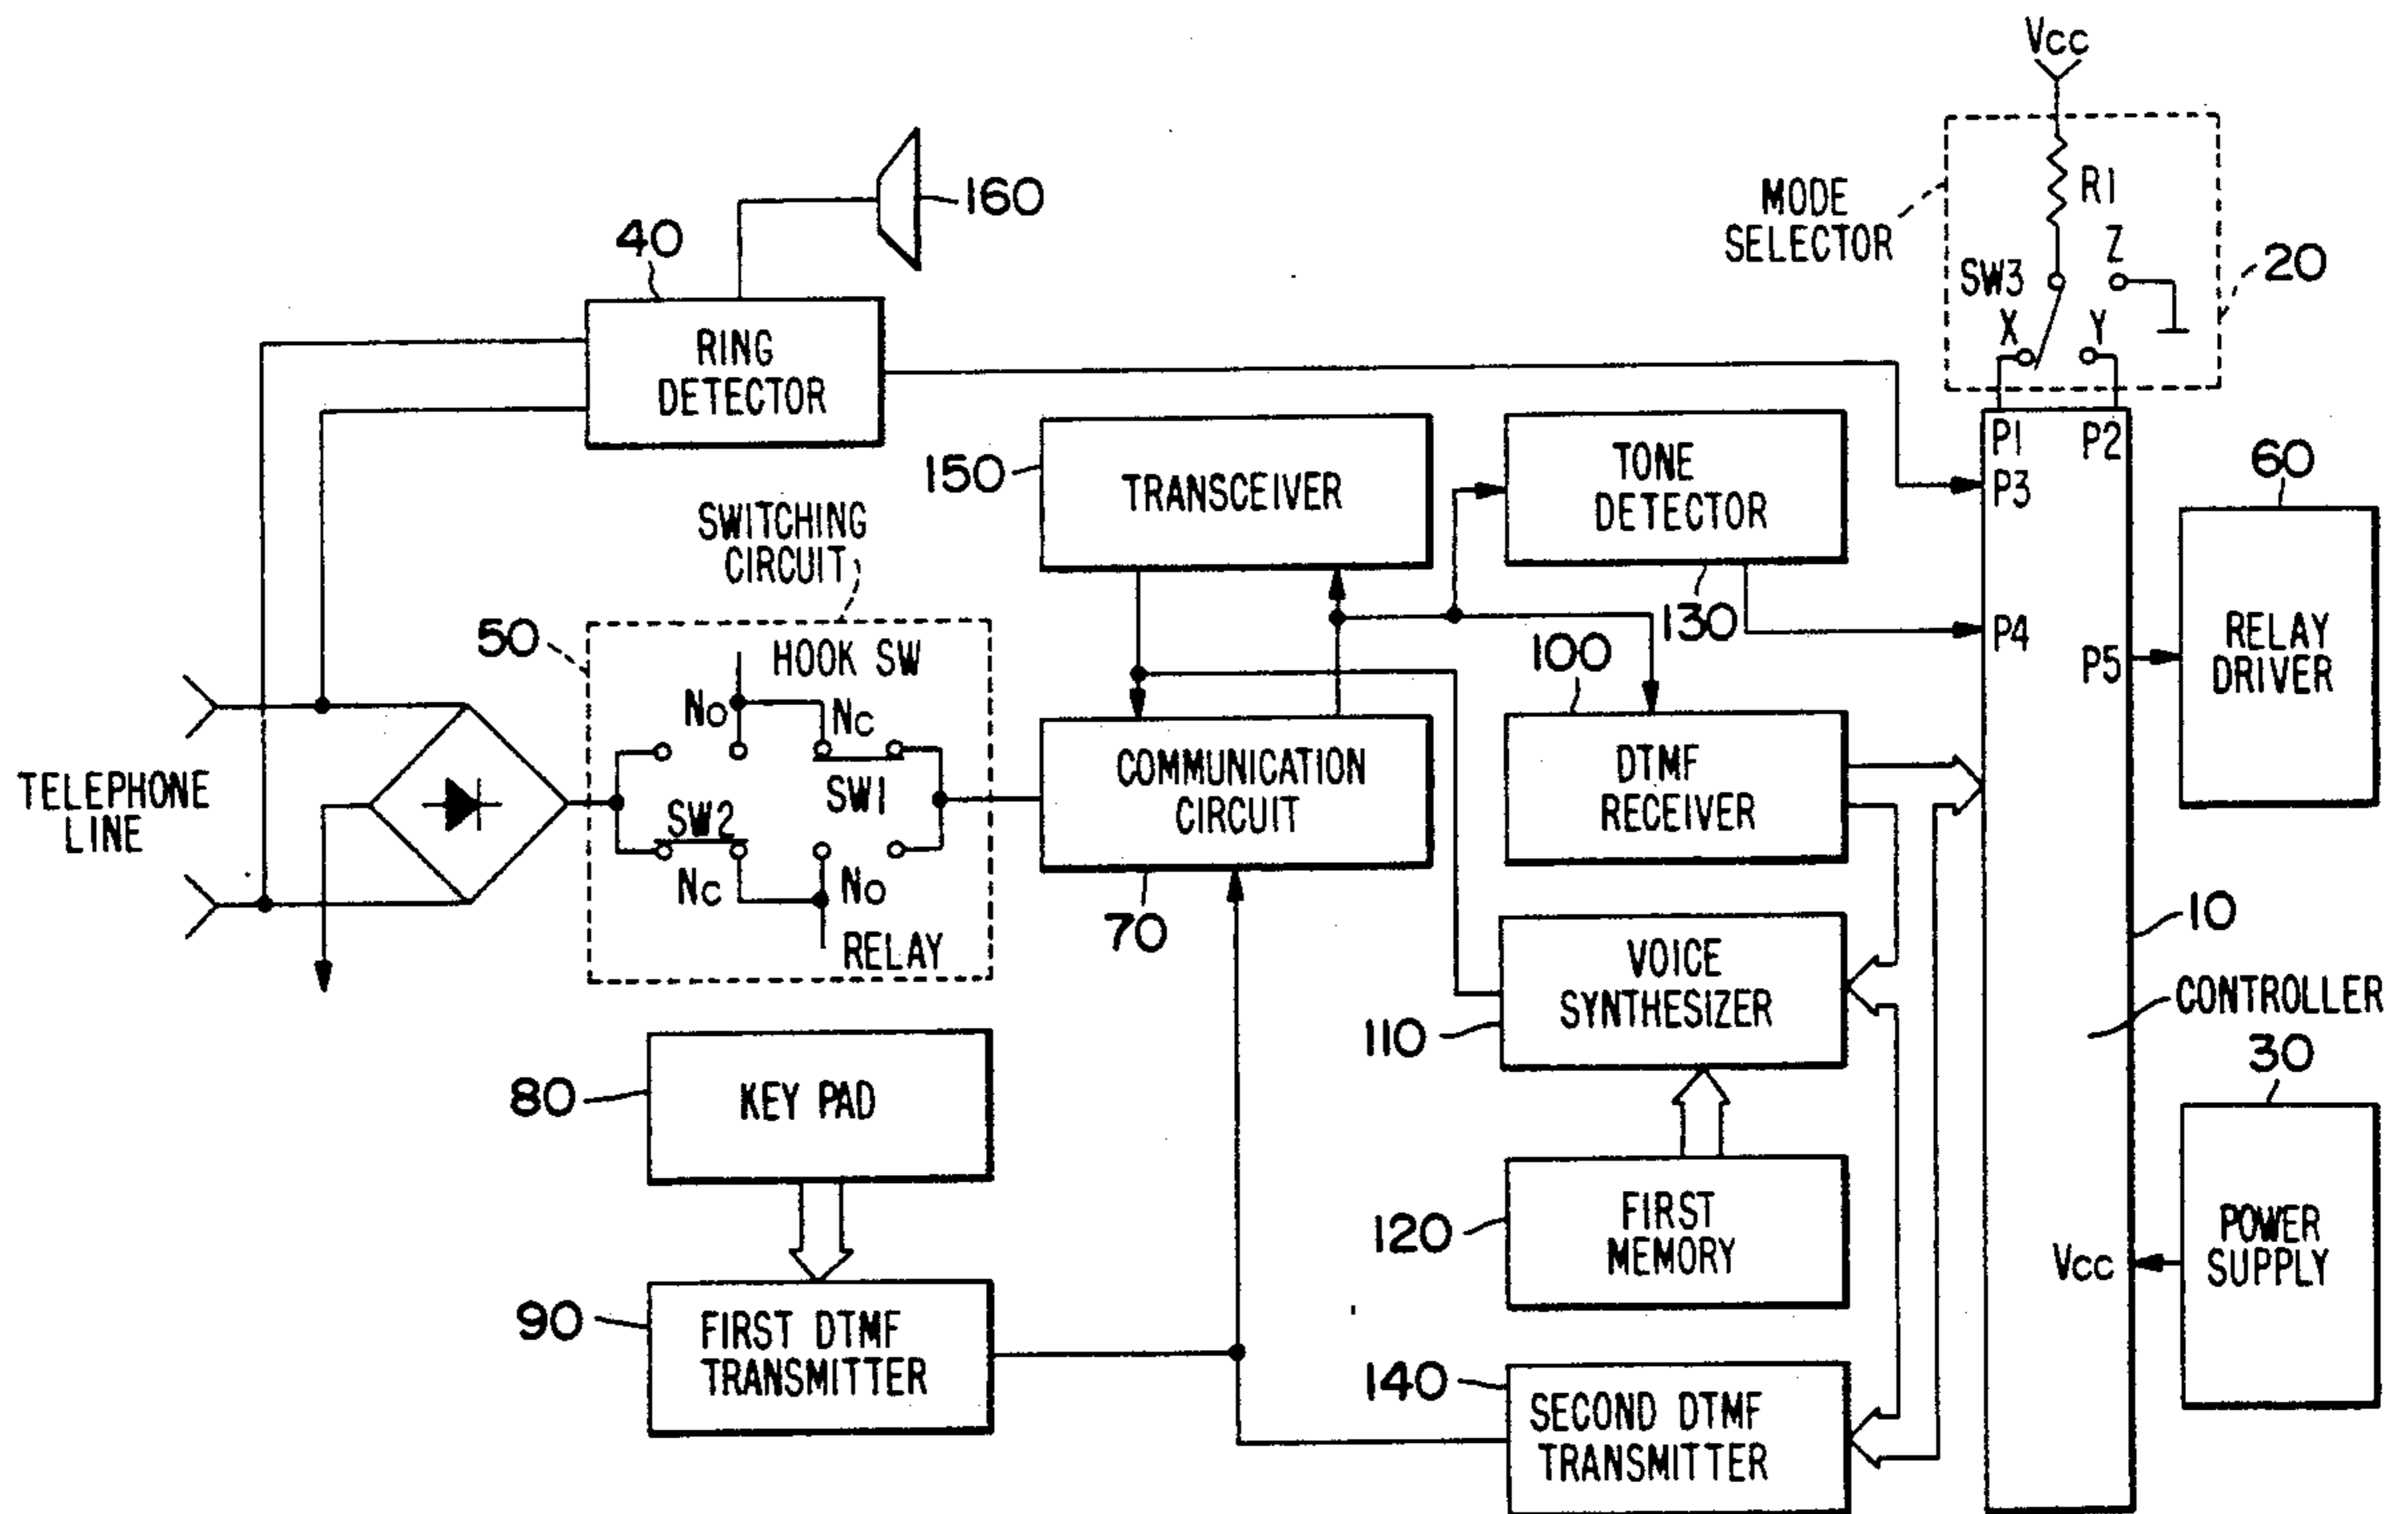 Vcc
R1
MODE
SELECTOR
SW3
Z
20
X
Y
160
40
RING
DETECTOR
P1
P2
P3
P4
P5
60
RELAY
DRIVER
150
TRANSCEIVER
TONE
DETECTOR
130
SWITCHING
CIRCUIT
50
HOOK SW
No
Nc
SW1
SW2
Nc
No
RELAY
TELEPHONE
LINE
COMMUNICATION
CIRCUIT
70
100
DTMF
RECEIVER
10
CONTROLLER
VOICE
SYNTHESIZER
110
30
POWER
SUPPLY
Vcc
80
KEY PAD
120
FIRST
MEMORY
90
FIRST DTMF
TRANSMITTER
140
SECOND DTMF
TRANSMITTER